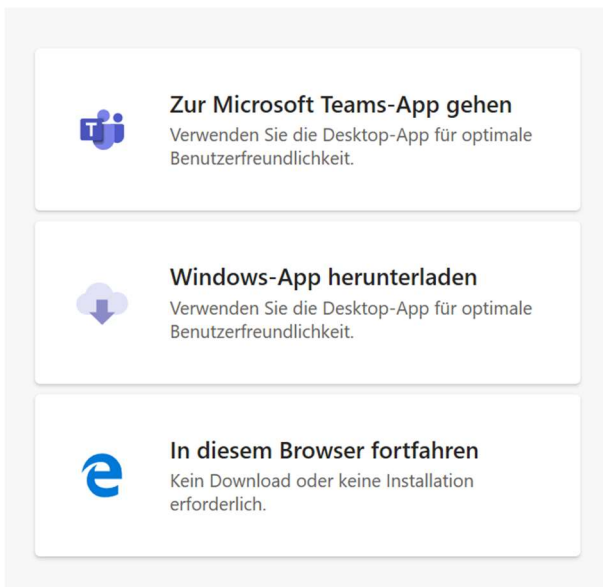 Zur Microsoft Teams-App gehen
Verwenden Sie die Desktop-App für optimale
Benutzerfreundlichkeit.
Windows-App herunterladen
Verwenden Sie die Desktop-App für optimale
Benutzerfreundlichkeit.
In diesem Browser fortfahren
Kein Download oder keine Installation
erforderlich.